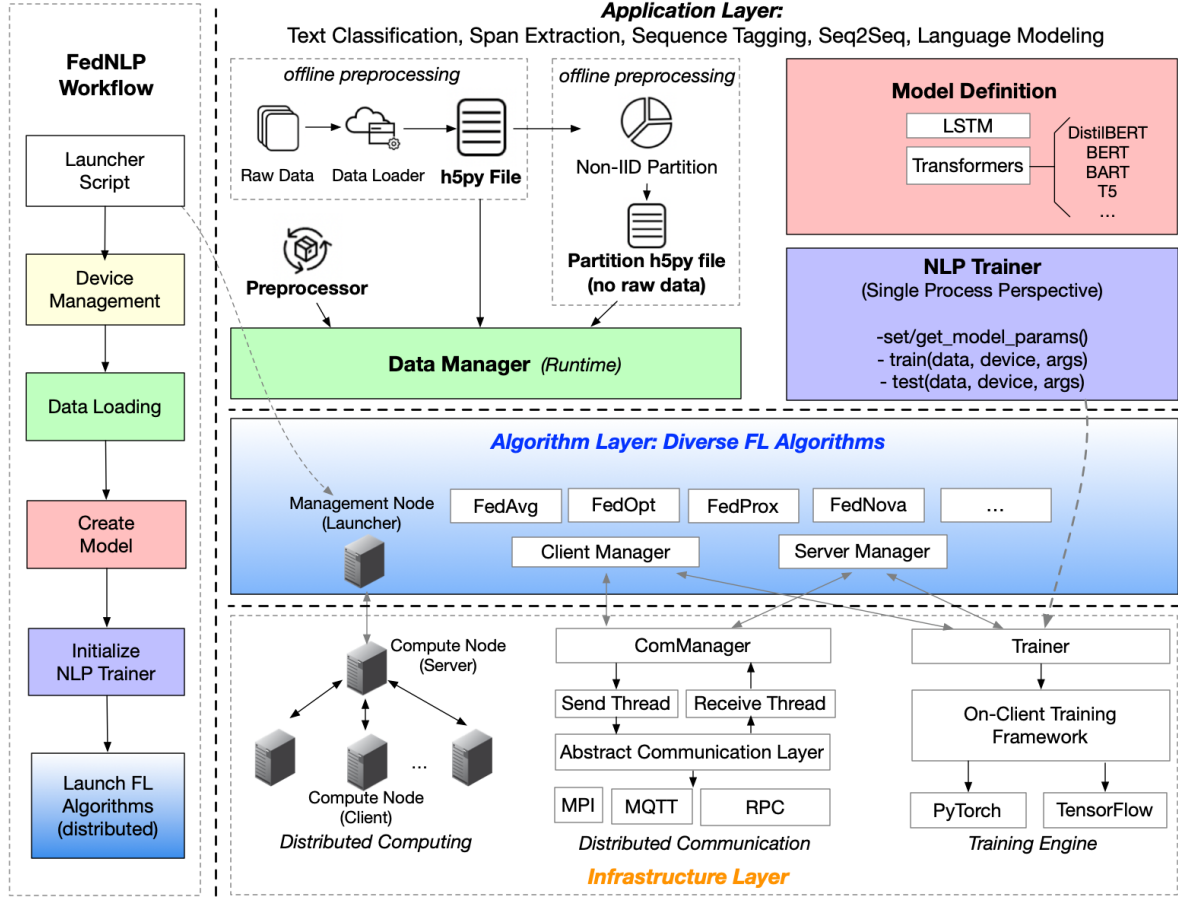 FedNLP
Workflow
Launcher
Script
Device
Management
Data Loading
Create
Model
Initialize
NLP Trainer
Launch FL
Algorithms
(distributed)
Application Layer:
Text Classification, Span Extraction, Sequence Tagging, Seq2Seq, Language Modeling
offline preprocessing
Raw Data
Data Loader
h5py File
offline preprocessing
Non-IID Partition
Partition h5py file
(no raw data)
Preprocessor
Data Manager (Runtime)
Model Definition
LSTM
Transformers
DistilBERT
BERT
BART
T5
...
NLP Trainer
(Single Process Perspective)
-set/get_model_params()
- train(data, device, args)
- test(data, device, args)
Algorithm Layer: Diverse FL Algorithms
Management Node
(Launcher)
FedAvg
FedOpt
FedProx
FedNova
...
Client Manager
Server Manager
Compute Node
(Server)
...
Compute Node
(Client)
Distributed Computing
ComManager
Send Thread
Receive Thread
Abstract Communication Layer
MPI
MQTT
RPC
Distributed Communication
Trainer
On-Client Training
Framework
PyTorch
TensorFlow
Training Engine
Infrastructure Layer